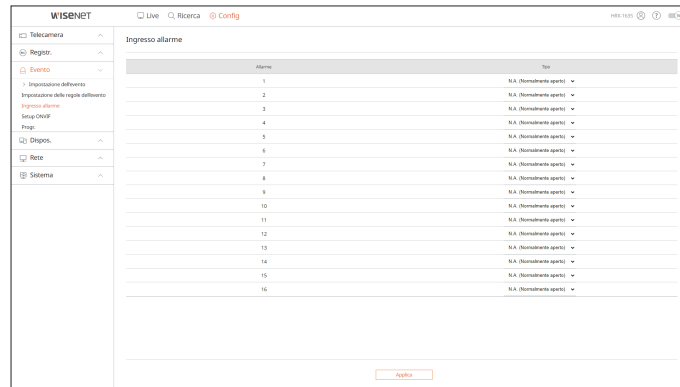 WISENET
Live Ricerca Config
HRX-1635
Telecamera
Registr.
Evento
> Impostazione dell'evento
Impostazione delle regole dell'evento
Ingresso allarme
Setup ONVIF
Progr.
Dispos.
Rete
Sistema
Ingresso allarme
Allarme Tipo
1 N.A. (Normalmente aperto)
2 N.A. (Normalmente aperto)
3 N.A. (Normalmente aperto)
4 N.A. (Normalmente aperto)
5 N.A. (Normalmente aperto)
6 N.A. (Normalmente aperto)
7 N.A. (Normalmente aperto)
8 N.A. (Normalmente aperto)
9 N.A. (Normalmente aperto)
10 N.A. (Normalmente aperto)
11 N.A. (Normalmente aperto)
12 N.A. (Normalmente aperto)
13 N.A. (Normalmente aperto)
14 N.A. (Normalmente aperto)
15 N.A. (Normalmente aperto)
16 N.A. (Normalmente aperto)
Applica